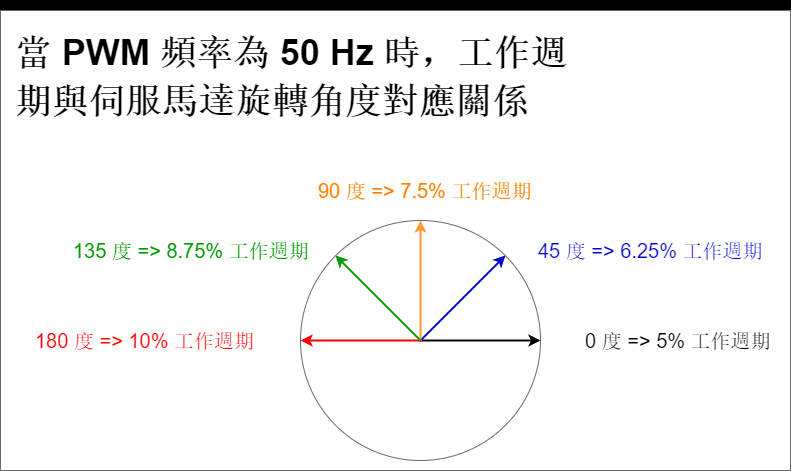 當 PWM 頻率為 50 Hz 時，工作週
期與伺服馬達旋轉角度對應關係
90 度 => 7.5% 工作週期
135 度 => 8.75% 工作週期
45 度 => 6.25% 工作週期
180 度 => 10% 工作週期
0 度 => 5% 工作週期